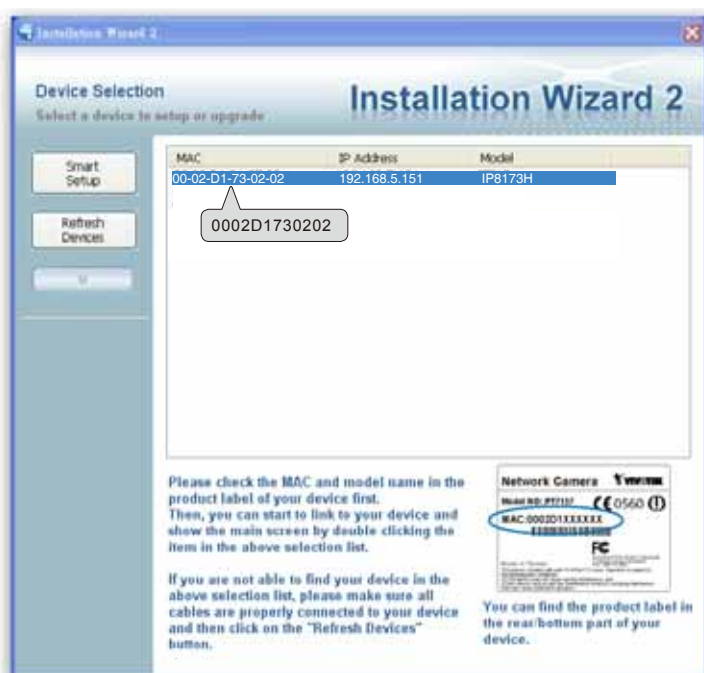 Installation Wizard 2
Device Selection
Select a device to setup or upgrade
Installation Wizard 2
Smart
Setup
Refresh
Devices
MAC IP Address Model
00-02-D1-73-02-02 192.168.5.151 IP8173H
0002D1730202
Please check the MAC and model name in the
product label of your device first.
Then, you can start to link to your device and
show the main screen by double clicking the
item in the above selection list.
If you are not able to find your device in the
above selection list, please make sure all
cables are properly connected to your device
and then click on the "Refresh Devices"
button.
Network Camera VIVOTEK
Model NO:PT7137 CE0560
MAC:0002D1XXXXXX
FC
You can find the product label in
the rear/bottom part of your
device.